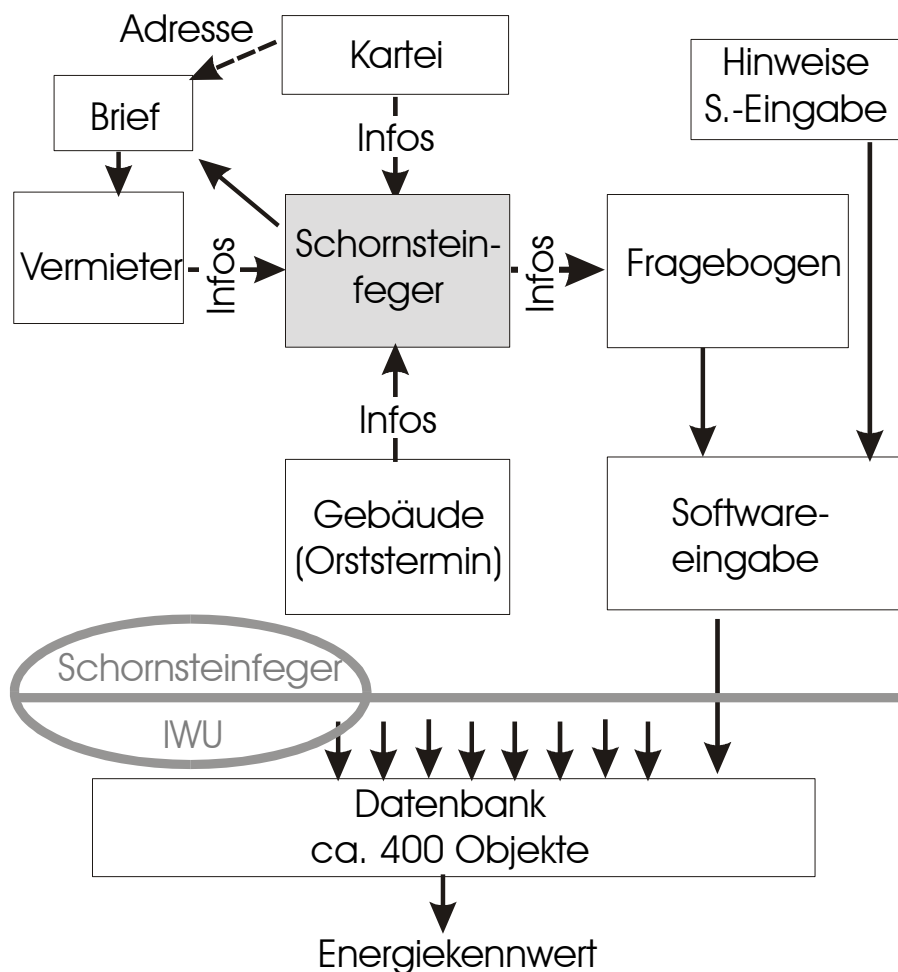 Adresse
Kartei
Hinweise
S.-Eingabe
Brief
Infos
Vermieter
Infos
Schornstein-
feger
Infos
Fragebogen
Infos
Gebäude
(Orststermin)
Software-
eingabe
Schornsteinfeger
IWU
Datenbank
ca. 400 Objekte
Energiekennwert